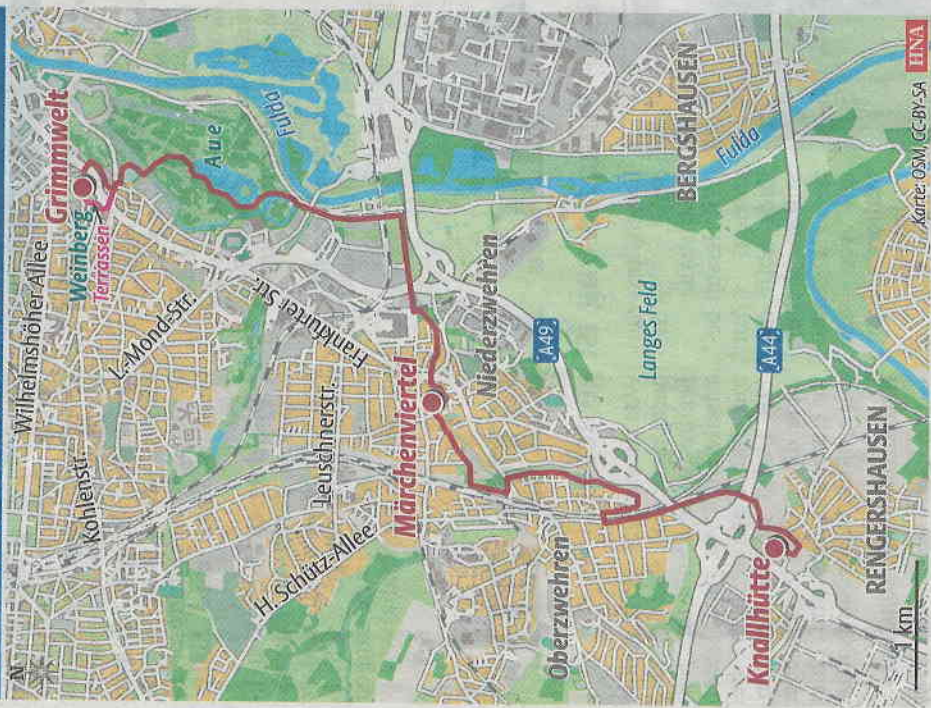 N
Wilhelmshöher Allee
Grimmwelt
Weinberg
Terrassen
Kohlenstr.
L.-Mond-Str.
Aue
Fulda
Frankfurter Str.
Leuschnerstr.
H. Schütz-Allee
Märchenviertel
Niederzwehren
A49
Langes Feld
BERGSHAUSEN
Fulda
Oberzwehren
A44
Knallhütte
RENGERSHAUSEN
1 km
Karte: OSM, CC-BY-SA
HNA